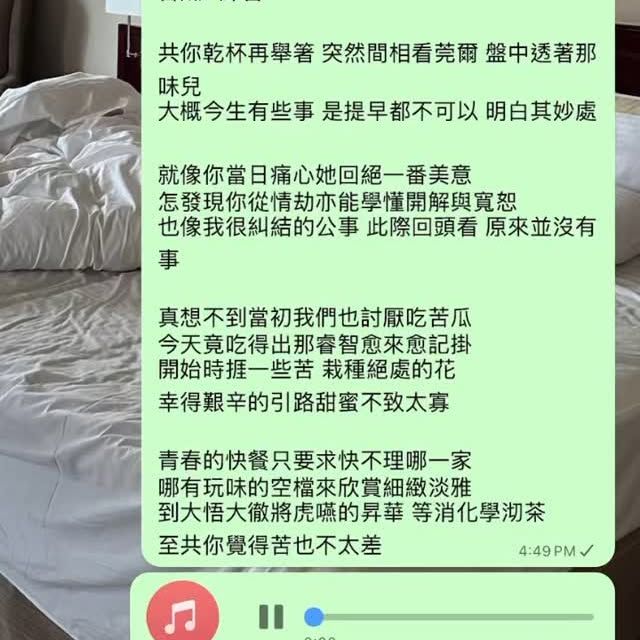 共你乾杯再舉箸 突然間相看莞爾 盤中透著那
味兒
大概今生有些事 是提早都不可以 明白其妙處
就像你當日痛心她回絕一番美意
怎發現你從情劫亦能學懂開解與寬恕
也像我很糾結的公事 此際回頭看 原來並沒有
事
真想不到當初我們也討厭吃苦瓜
今天竟吃得出那睿智愈來愈記掛
開始時捱一些苦 栽種絕處的花
幸得艱辛的引路甜蜜不致太寡
青春的快餐只要求快不理哪一家
哪有玩味的空檔來欣賞細緻淡雅
到大悟大徹將虎嚥的昇華 等消化學沏茶
至共你覺得苦也不太差
4:49 PM